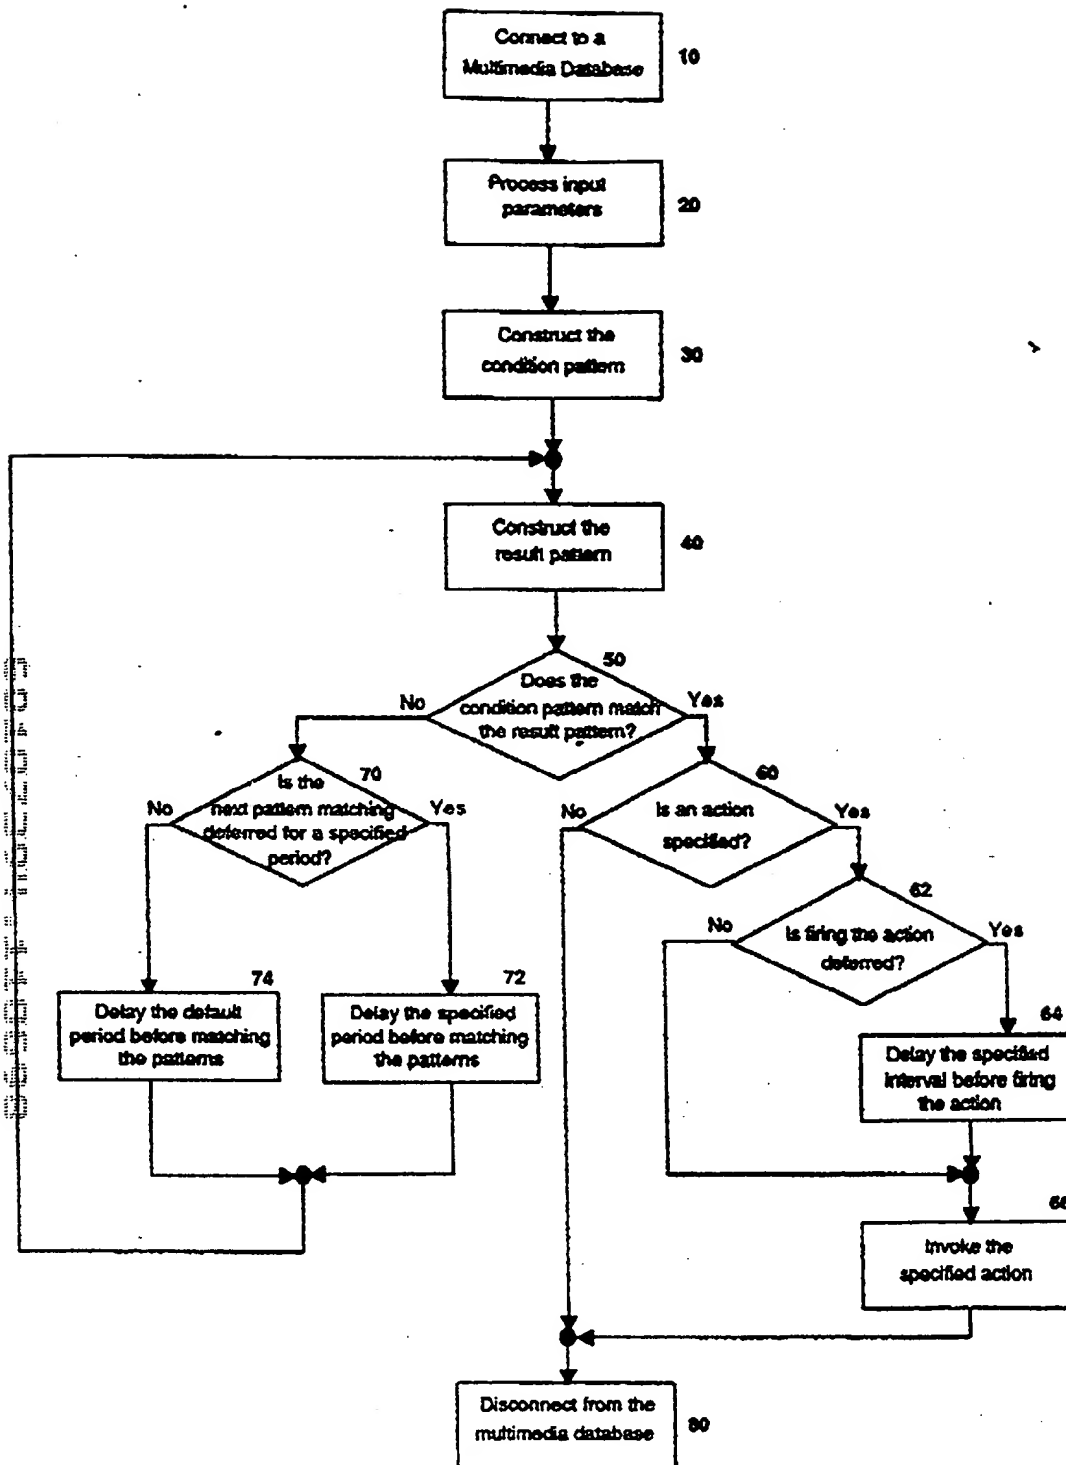 Connect to a
Multimedia Database
10
Process input
parameters
20
Construct the
condition pattern
30
Construct the
result pattern
40
50
Does the
condition pattern match
the result pattern?
No
Yes
70
Is the
next pattern matching
deferred for a specified
period?
No
Yes
60
Is an action
specified?
No
Yes
62
Is firing the action
deferred?
No
Yes
74
Delay the default
period before matching
the patterns
72
Delay the specified
period before matching
the patterns
64
Delay the specified
interval before firing
the action
66
Invoke the
specified action
Disconnect from the
multimedia database
80